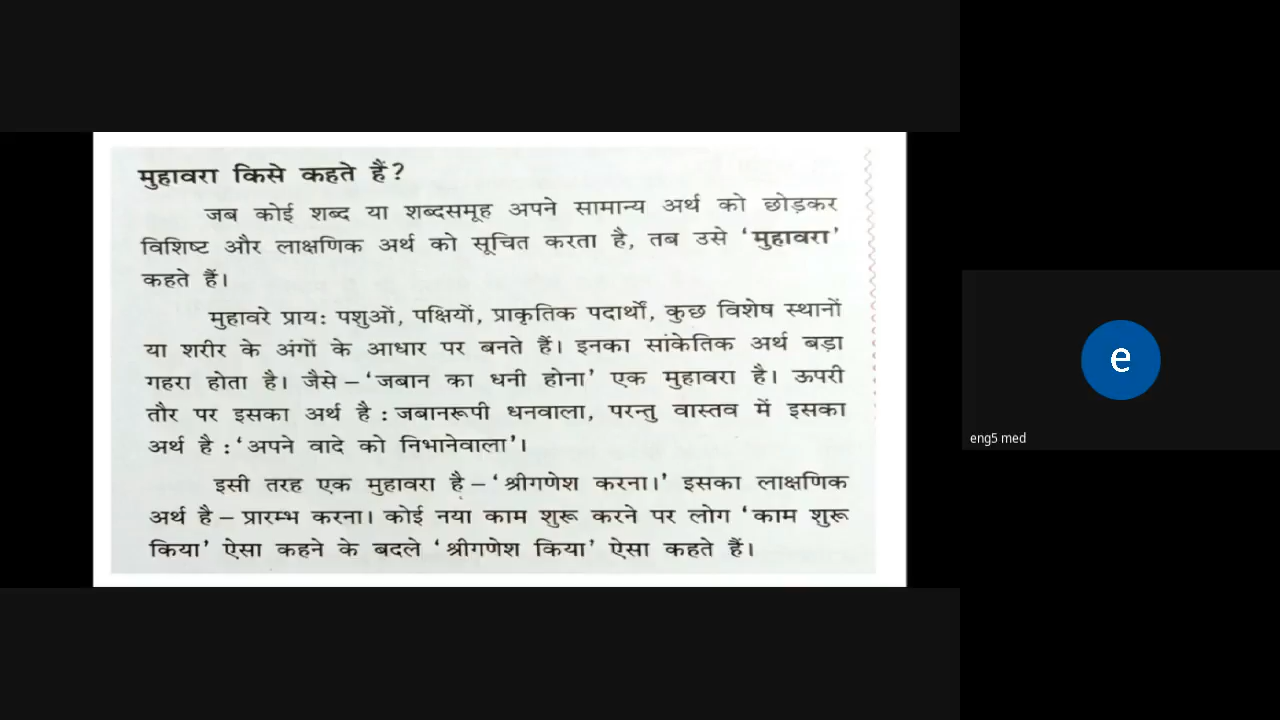 मुहावरा किसे कहते हैं?
जब कोई शब्द या शब्दसमूह अपने सामान्य अर्थ को छोड़कर
विशिष्ट और लाक्षणिक अर्थ को सूचित करता है, तब उसे ‘मुहावरा’
कहते हैं।
मुहावरे प्राय: पशुओं, पक्षियों, प्राकृतिक पदार्थों, कुछ विशेष स्थानों
या शरीर के अंगों के आधार पर बनते हैं। इनका सांकेतिक अर्थ बड़ा
गहरा होता है। जैसे – ‘जबान का धनी होना’ एक मुहावरा है। ऊपरी
तौर पर इसका अर्थ है : जबानरूपी धनवाला, परन्तु वास्तव में इसका
अर्थ है : ‘अपने वादे को निभानेवाला’।
इसी तरह एक मुहावरा है – ‘श्रीगणेश करना।’ इसका लाक्षणिक
अर्थ है – प्रारम्भ करना। कोई नया काम शुरू करने पर लोग ‘काम शुरू
किया’ ऐसा कहने के बदले ‘श्रीगणेश किया’ ऐसा कहते हैं।
e
eng5 med